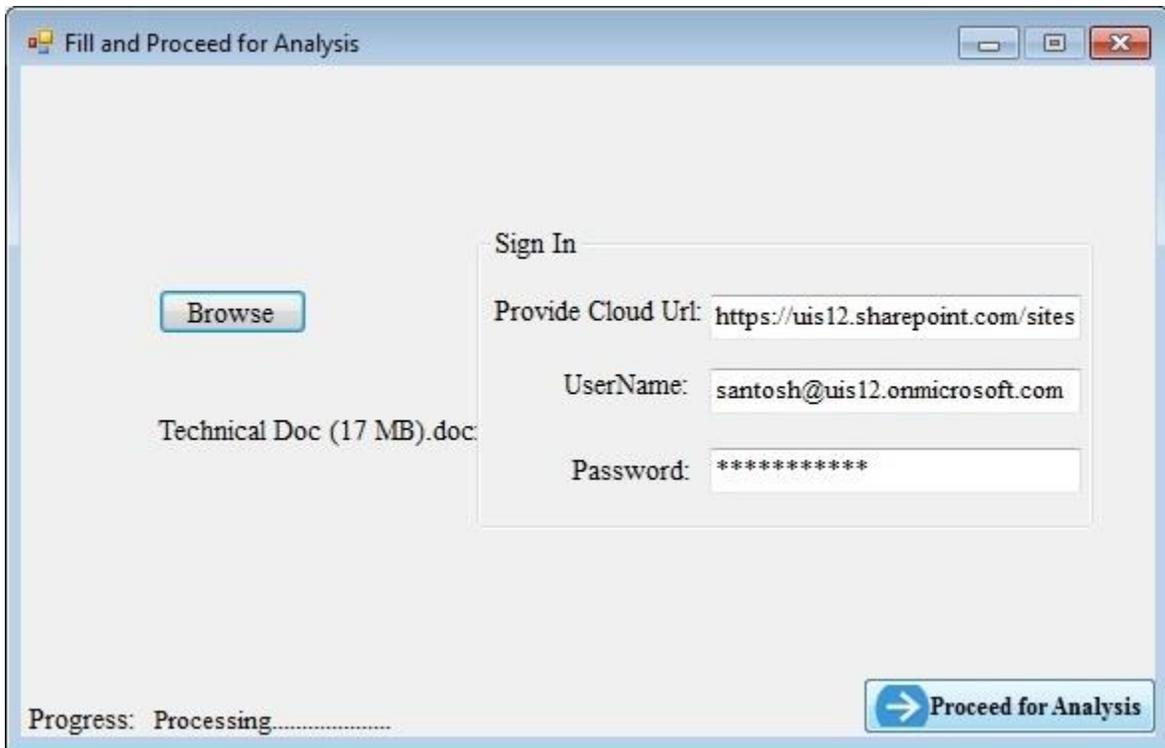 Fill and Proceed for Analysis
Sign In
Browse
Provide Cloud Url: https://uis12.sharepoint.com/sites
UserName: santosh@uis12.onmicrosoft.com
Technical Doc (17 MB).doc
Password: ***********
Proceed for Analysis
Progress: Processing.....................